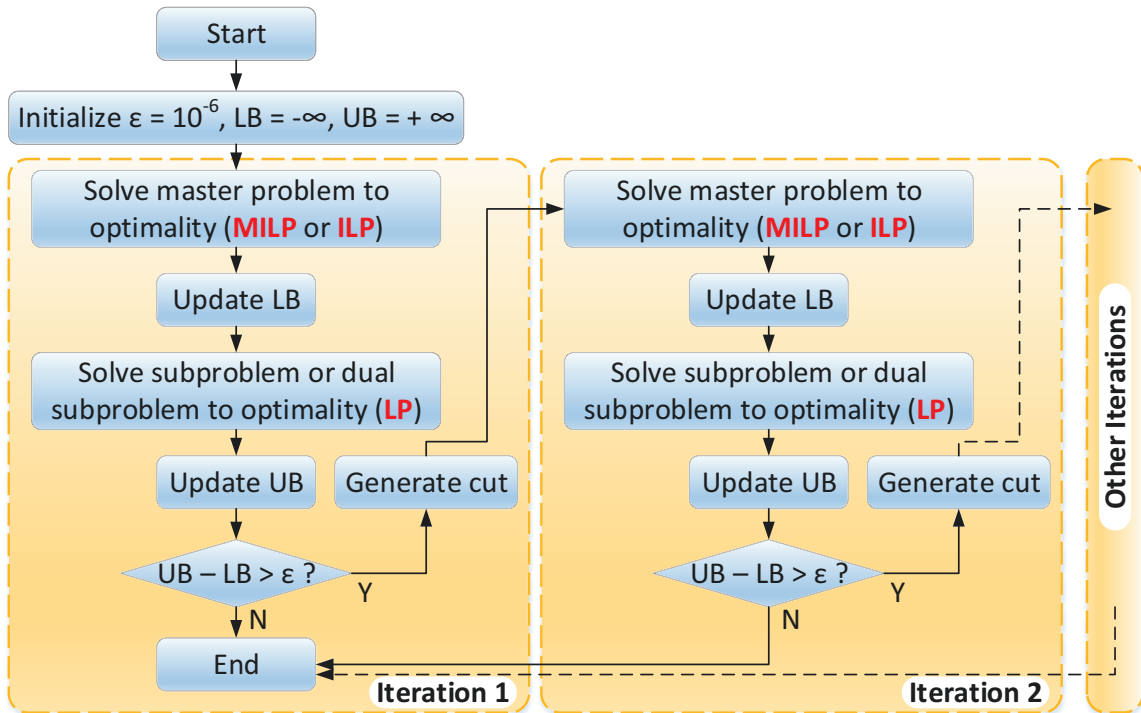 Start
Initialize ε = 10⁻⁶, LB = -∞, UB = + ∞
Solve master problem to
optimality (MILP or ILP)
Update LB
Solve subproblem or dual
subproblem to optimality (LP)
Update UB
Generate cut
UB – LB > ε ?
Y
N
End
Iteration 1
Solve master problem to
optimality (MILP or ILP)
Update LB
Solve subproblem or dual
subproblem to optimality (LP)
Update UB
Generate cut
UB – LB > ε ?
Y
N
Iteration 2
Other Iterations